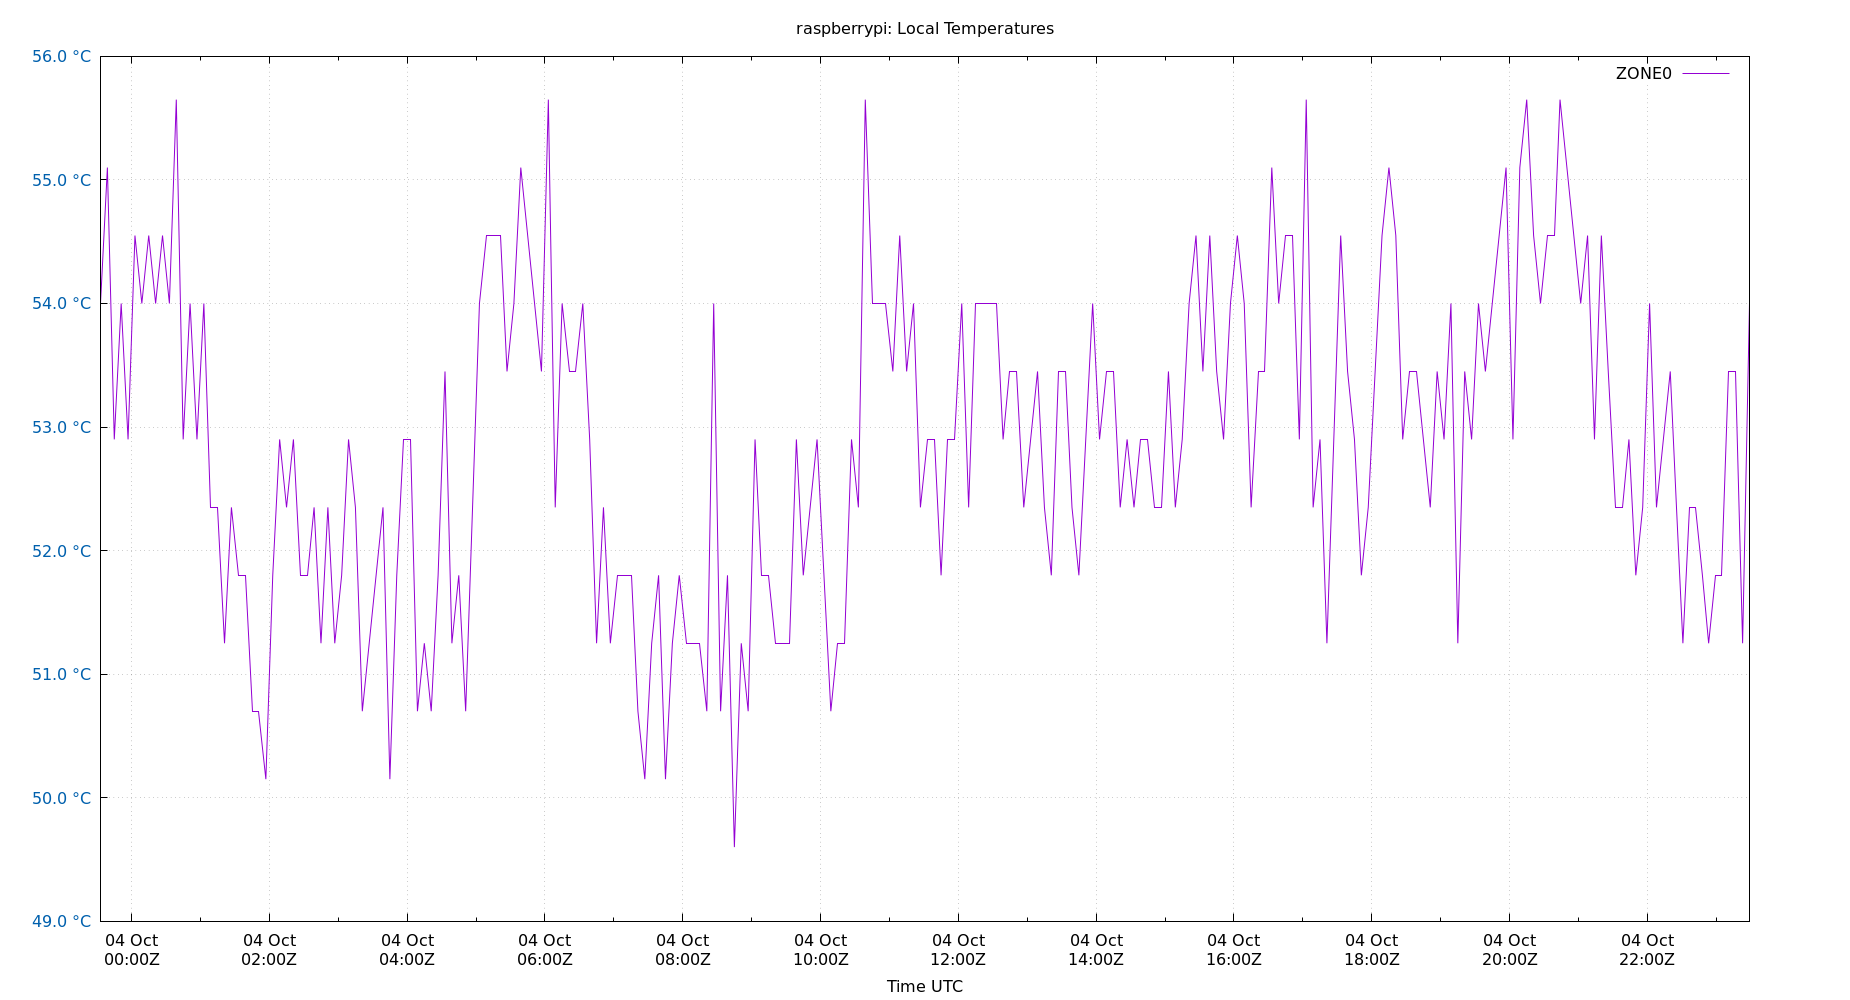 raspberrypi: Local Temperatures
56.0 °C
ZONE0
55.0 °C
54.0 °C
53.0 °C
52.0 °C
51.0 °C
50.0 °C
49.0 °C
04 Oct 04 Oct 04 Oct 04 Oct 04 Oct 04 Oct 04 Oct 04 Oct 04 Oct 04 Oct 04 Oct 04 Oct
00:00Z 02:00Z 04:00Z 06:00Z 08:00Z 10:00Z 12:00Z 14:00Z 16:00Z 18:00Z 20:00Z 22:00Z
Time UTC